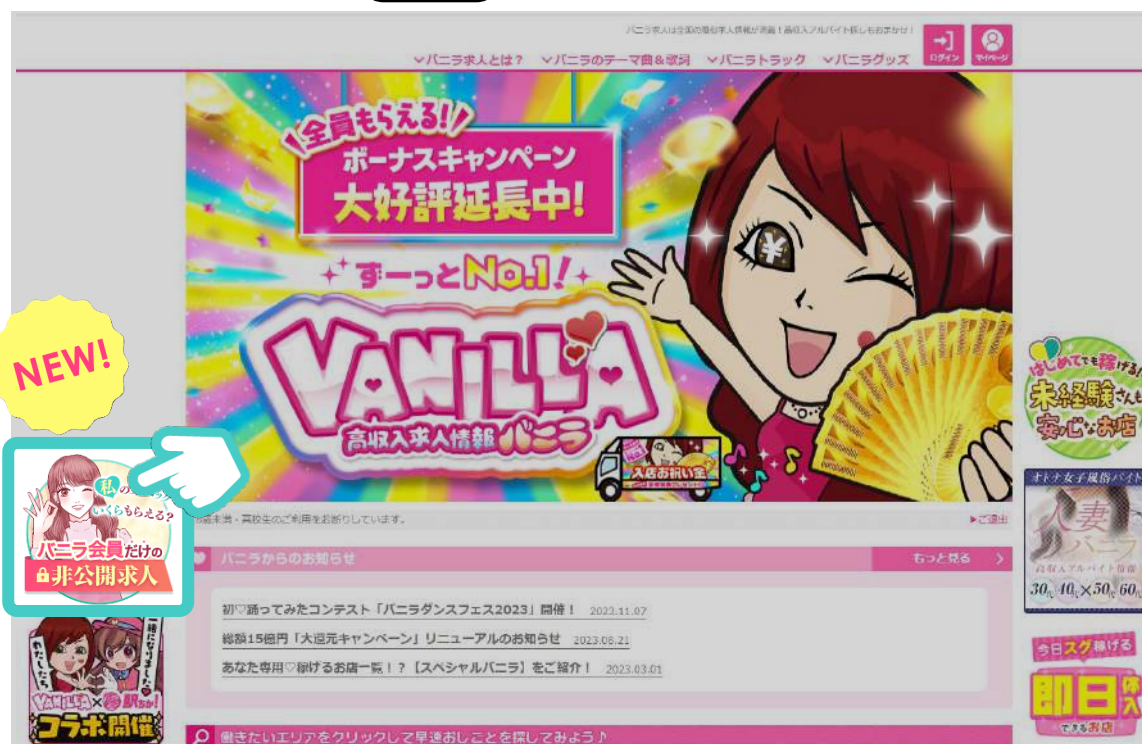 バニラ求人は全国の風俗求人情報が満載！高収入アルバイト探しもおまかせ！
バニラ求人とは？
バニラのテーマ曲＆歌詞
バニラトラック
バニラグッズ
ログイン
マイページ
全員もらえる!!
ボーナスキャンペーン
大好評延長中!
ずーっとNo.1!
VANILLA
高収入求人情報 バニラ
入店お祝い金
NEW!
私の
いくらもらえる?
バニラ会員だけの
非公開求人
はじめてでも稼げる!
未経験さん
安心なお店
オトナ女子風俗バイト
人妻
バニラ
高収入アルバイト情報
30代 40代×50代 60代
歳未満・高校生のご利用をお断りしています。
▶ご退出
バニラからのお知らせ
もっと見る
初♡踊ってみたコンテスト「バニラダンスフェス2023」開催！ 2023.11.07
総額15億円「大還元キャンペーン」リニューアルのお知らせ 2023.08.21
あなた専用♡稼げるお店一覧！？【スペシャルバニラ】をご紹介！ 2023.03.01
わたしたち
一緒になりました
VANILLA×駅ちか!
コラボ開催
今日スグ稼げる
即日体入
できるお店
働きたいエリアをクリックして早速おしごとを探してみよう♪